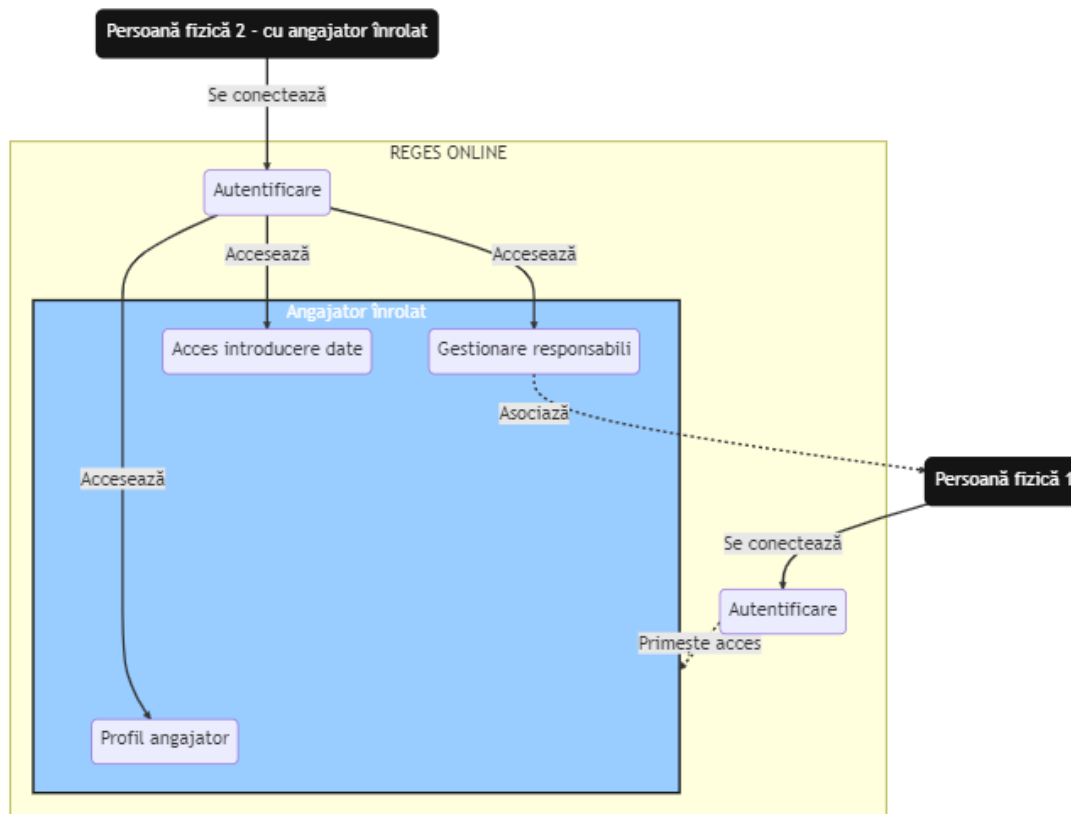 Persoană fizică 2 - cu angajator înrolat
Se conectează
REGES ONLINE
Autentificare
Accesează
Accesează
Angajator înrolat
Acces introducere date
Gestionare responsabili
Asociază
Accesează
Persoană fizică 1
Se conectează
Autentificare
Primește acces
Profil angajator